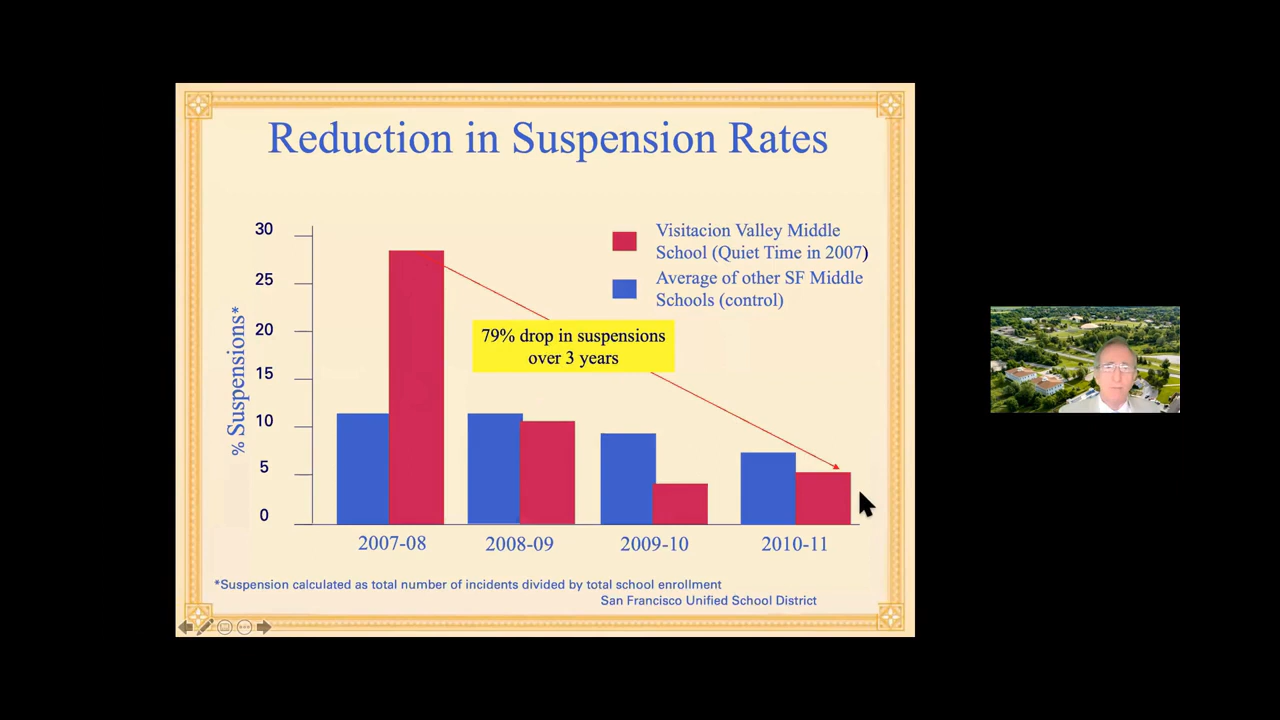 Reduction in Suspension Rates
Visitacion Valley Middle
School (Quiet Time in 2007)
Average of other SF Middle
Schools (control)
% Suspensions*
30
25
20
15
10
5
0
79% drop in suspensions
over 3 years
2007-08
2008-09
2009-10
2010-11
*Suspension calculated as total number of incidents divided by total school enrollment
San Francisco Unified School District